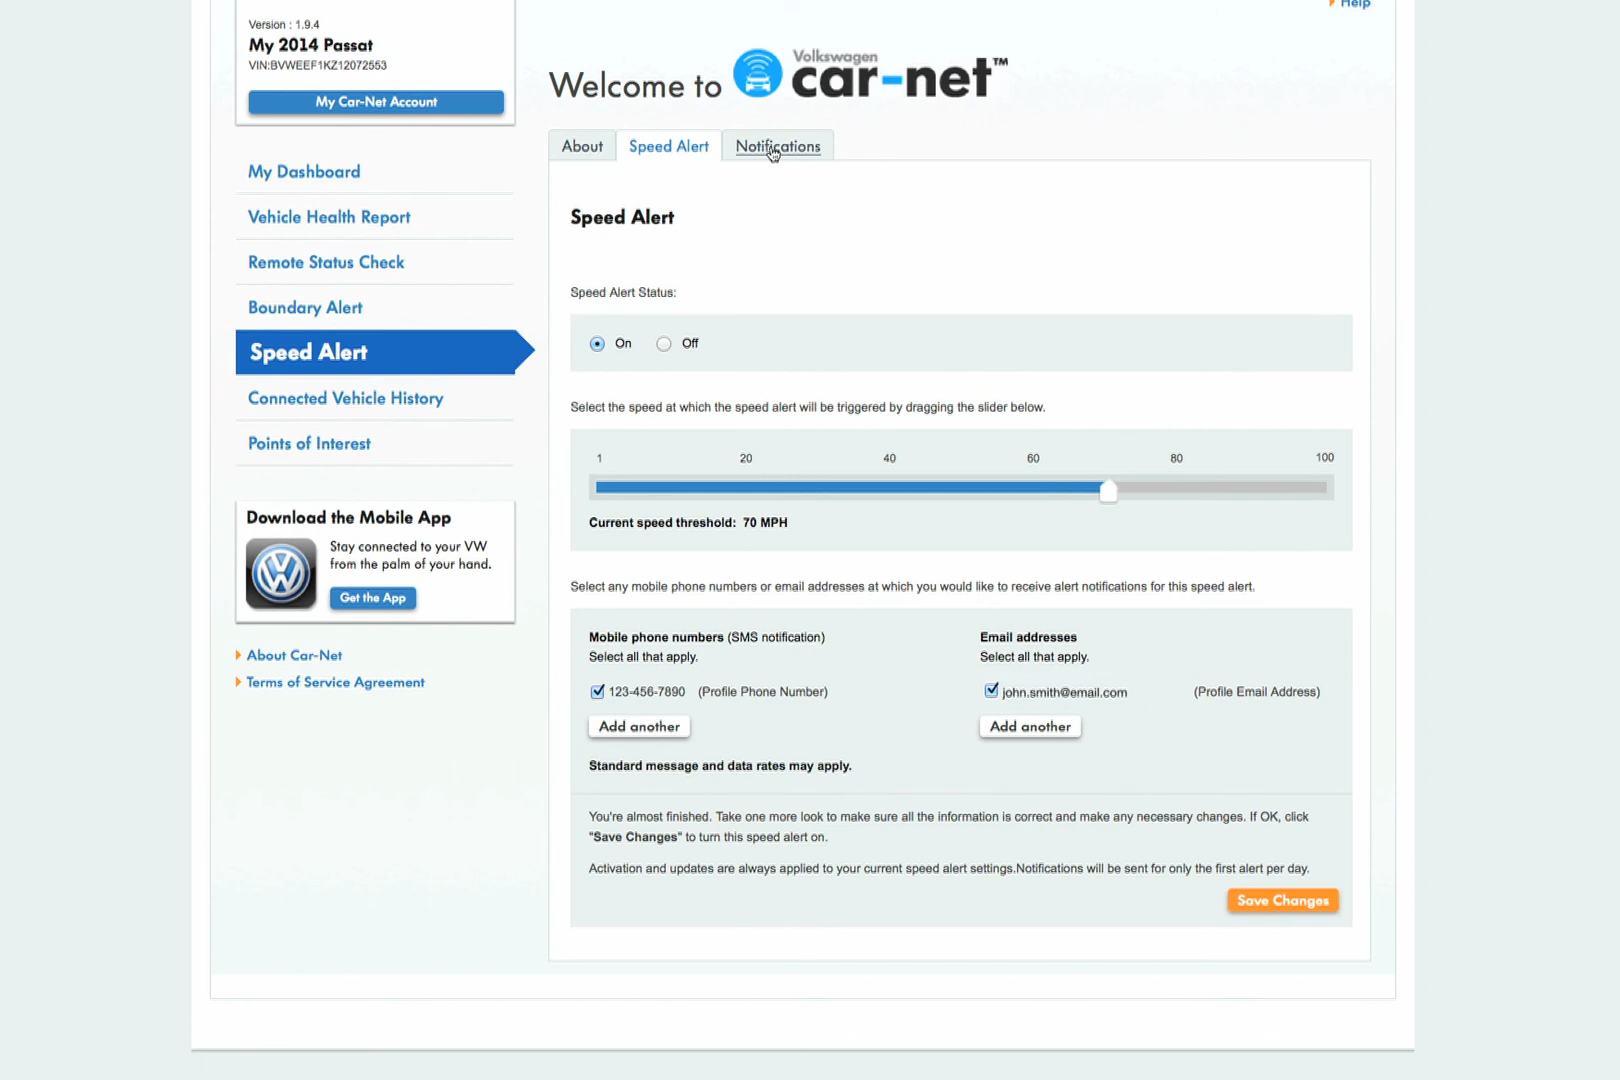 Help
Version : 1.9.4
My 2014 Passat
VIN:BVWEEF1KZ12072553
My Car-Net Account
Welcome to Volkswagen car-net™
About Speed Alert Notifications
My Dashboard
Vehicle Health Report
Remote Status Check
Boundary Alert
Speed Alert
Connected Vehicle History
Points of Interest
Download the Mobile App
Stay connected to your VW
from the palm of your hand.
Get the App
About Car-Net
Terms of Service Agreement
Speed Alert
Speed Alert Status:
On Off
Select the speed at which the speed alert will be triggered by dragging the slider below.
1 20 40 60 80 100
Current speed threshold: 70 MPH
Select any mobile phone numbers or email addresses at which you would like to receive alert notifications for this speed alert.
Mobile phone numbers (SMS notification)
Select all that apply.
123-456-7890 (Profile Phone Number)
Add another
Email addresses
Select all that apply.
john.smith@email.com (Profile Email Address)
Add another
Standard message and data rates may apply.
You're almost finished. Take one more look to make sure all the information is correct and make any necessary changes. If OK, click
"Save Changes" to turn this speed alert on.
Activation and updates are always applied to your current speed alert settings.Notifications will be sent for only the first alert per day.
Save Changes